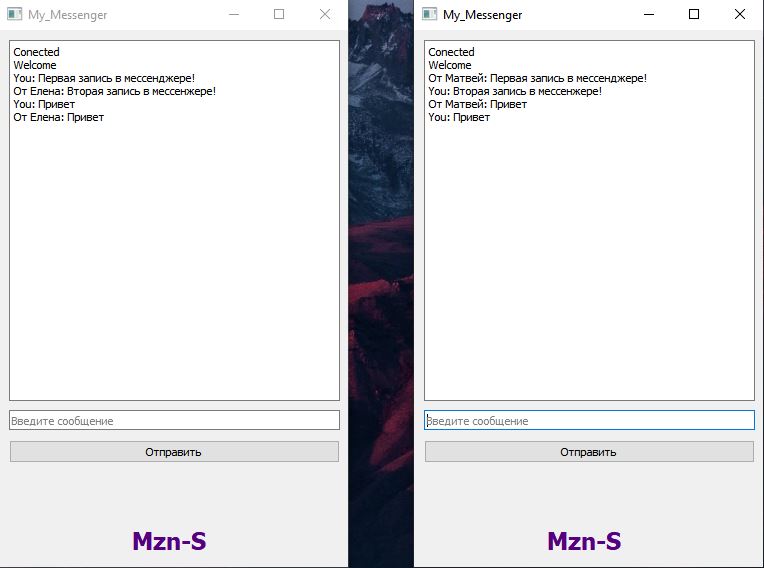 My_Messenger
Conected
Welcome
You: Первая запись в мессенджере!
От Елена: Вторая запись в мессенжере!
You: Привет
От Елена: Привет
Введите сообщение
Отправить
Mzn-S
My_Messenger
Conected
Welcome
От Матвей: Первая запись в мессенджере!
You: Вторая запись в мессенжере!
От Матвей: Привет
You: Привет
Введите сообщение
Отправить
Mzn-S